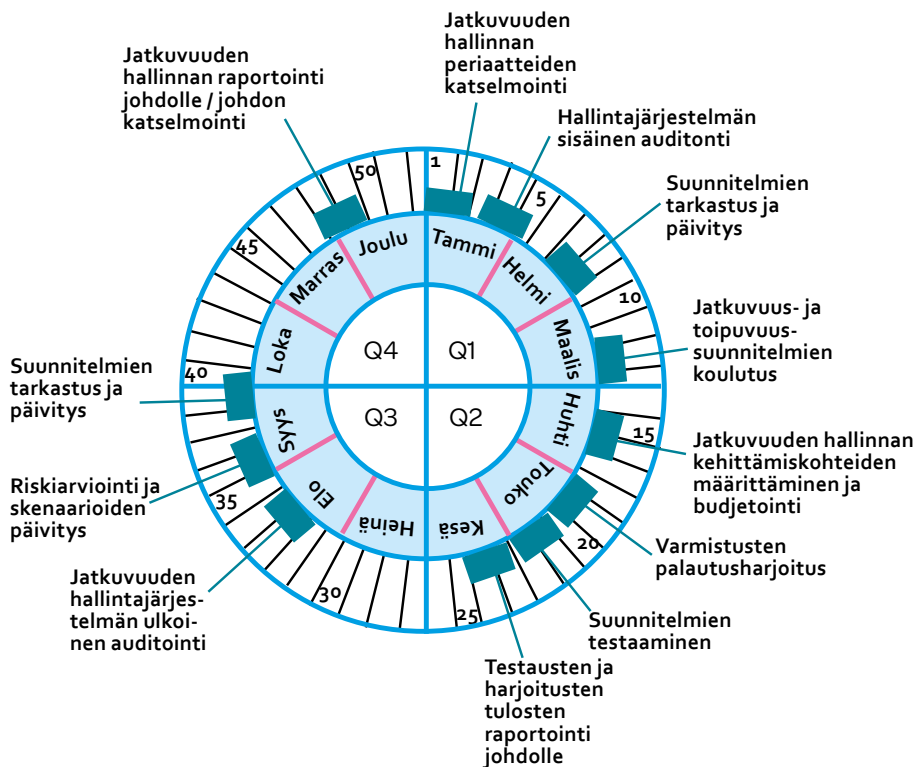 Jatkuvuuden
hallinnan
periaatteiden
katselmointi
Hallintajärjestelmän
sisäinen auditonti
Suunnitelmien
tarkastus ja
päivitys
Jatkuvuus- ja
toipuvuus-
suunnitelmien
koulutus
Jatkuvuuden hallinnan
kehittämiskohteiden
määrittäminen ja
budjetointi
Varmistusten
palautusharjoitus
Suunnitelmien
testaaminen
Testausten ja
harjoitusten
tulosten
raportointi
johdolle
Jatkuvuuden
hallintajärjes-
telmän ulkoi-
nen auditointi
Riskiarviointi ja
skenaarioiden
päivitys
Suunnitelmien
tarkastus ja
päivitys
Jatkuvuuden
hallinnan raportointi
johdolle / johdon
katselmointi
1
5
10
15
20
25
30
35
40
45
50
Tammi
Helmi
Maalis
Huhti
Touko
Kesä
Heinä
Elo
Syys
Loka
Marras
Joulu
Q1
Q2
Q3
Q4